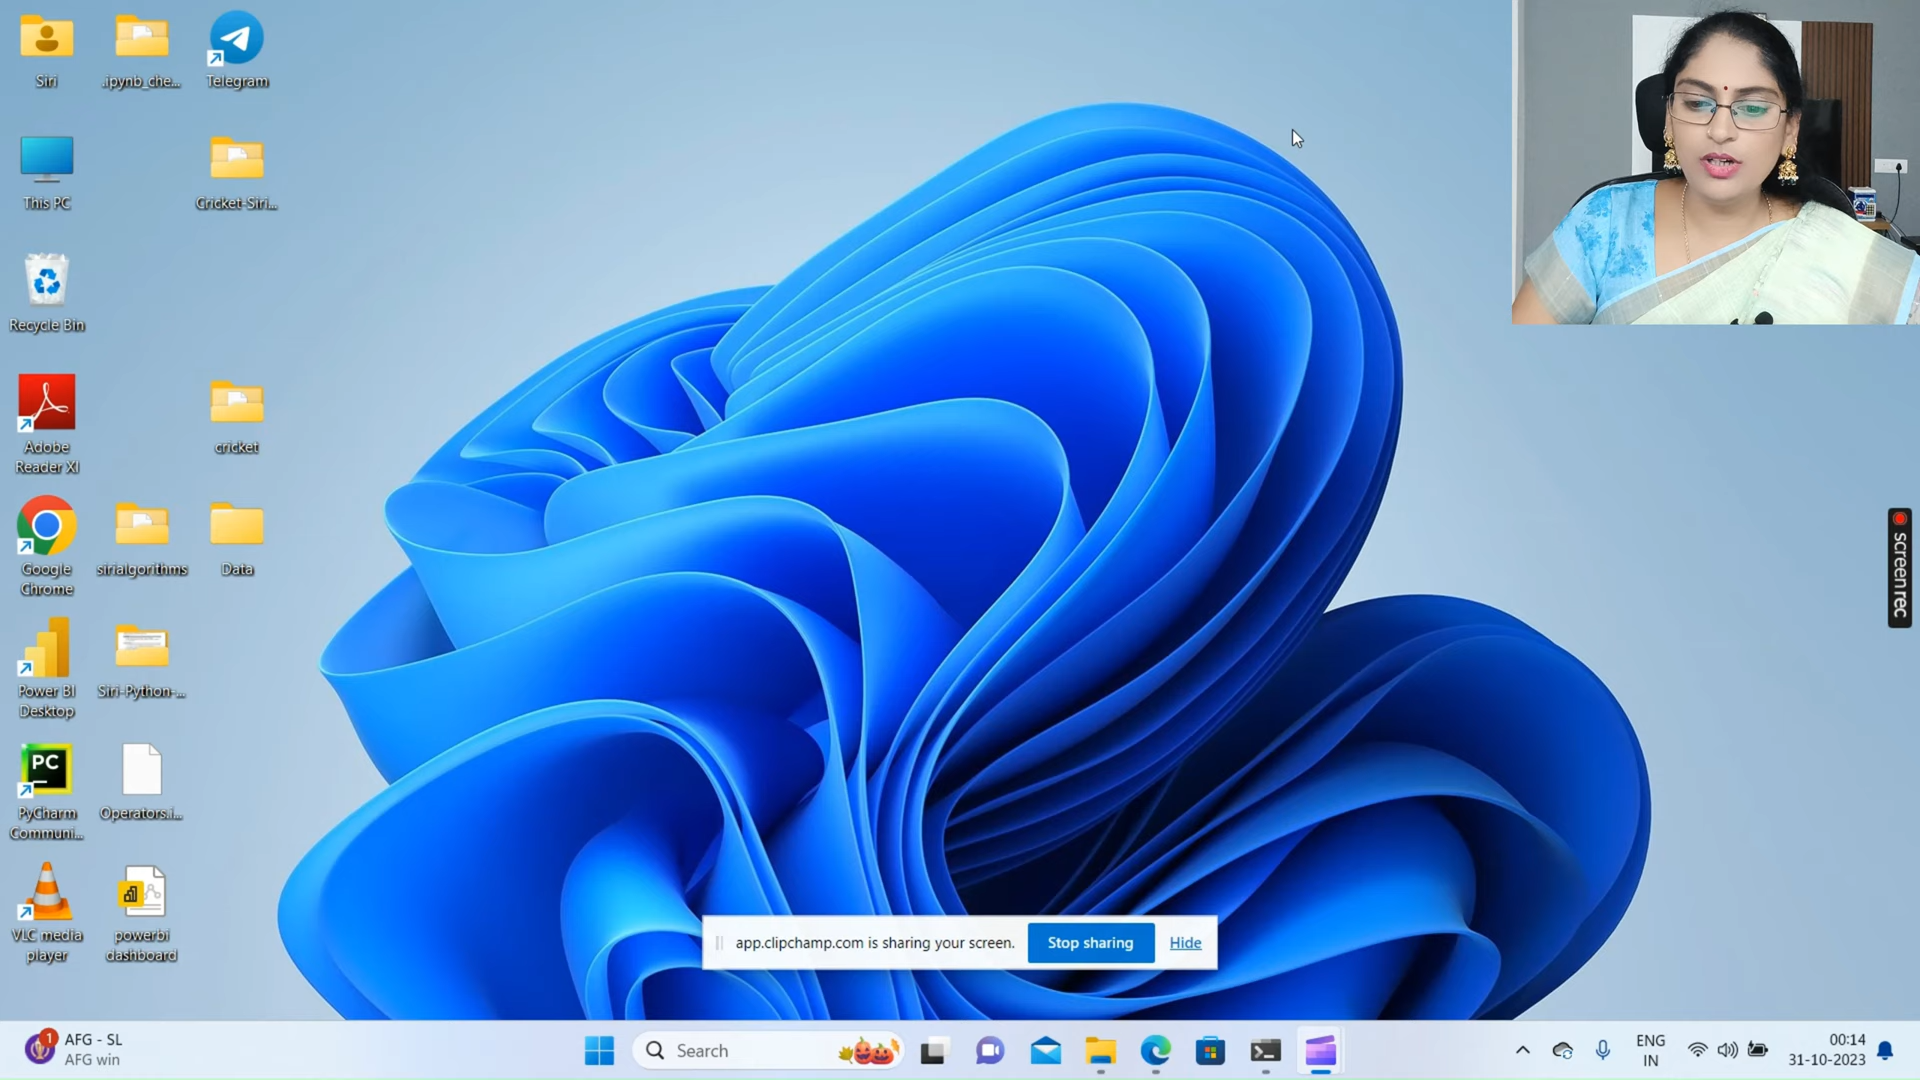 Siri
.ipynb_che...
Telegram
This PC
Cricket-Siri...
Recycle Bin
Adobe
Reader XI
cricket
Google
Chrome
sirialgorithms
Data
Power BI
Desktop
Siri-Python-...
PC
PyCharm
Communi...
Operators.i...
VLC media
player
powerbi
dashboard
screenrec
app.clipchamp.com is sharing your screen.
Stop sharing
Hide
1
AFG - SL
AFG win
Search
ENG
IN
00:14
31-10-2023